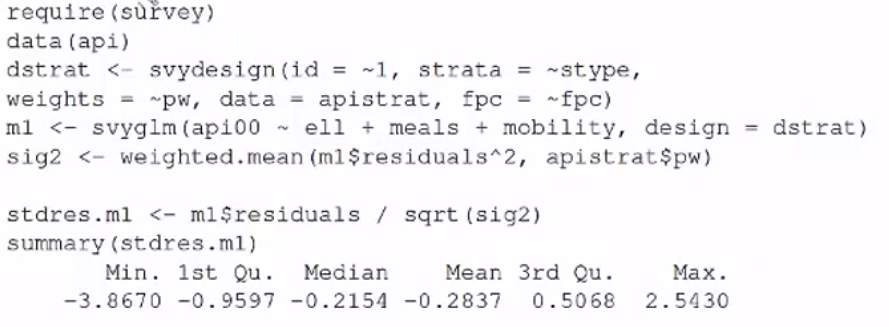 require(survey)
data(api)
dstrat <- svydesign(id = ~1, strata = ~stype,
weights = ~pw, data = apistrat, fpc = ~fpc)
m1 <- svyglm(api00 ~ ell + meals + mobility, design = dstrat)
sig2 <- weighted.mean(m1$residuals^2, apistrat$pw)
stdres.m1 <- m1$residuals / sqrt(sig2)
summary(stdres.m1)
Min. 1st Qu. Median Mean 3rd Qu. Max.
-3.8670 -0.9597 -0.2154 -0.2837 0.5068 2.5430